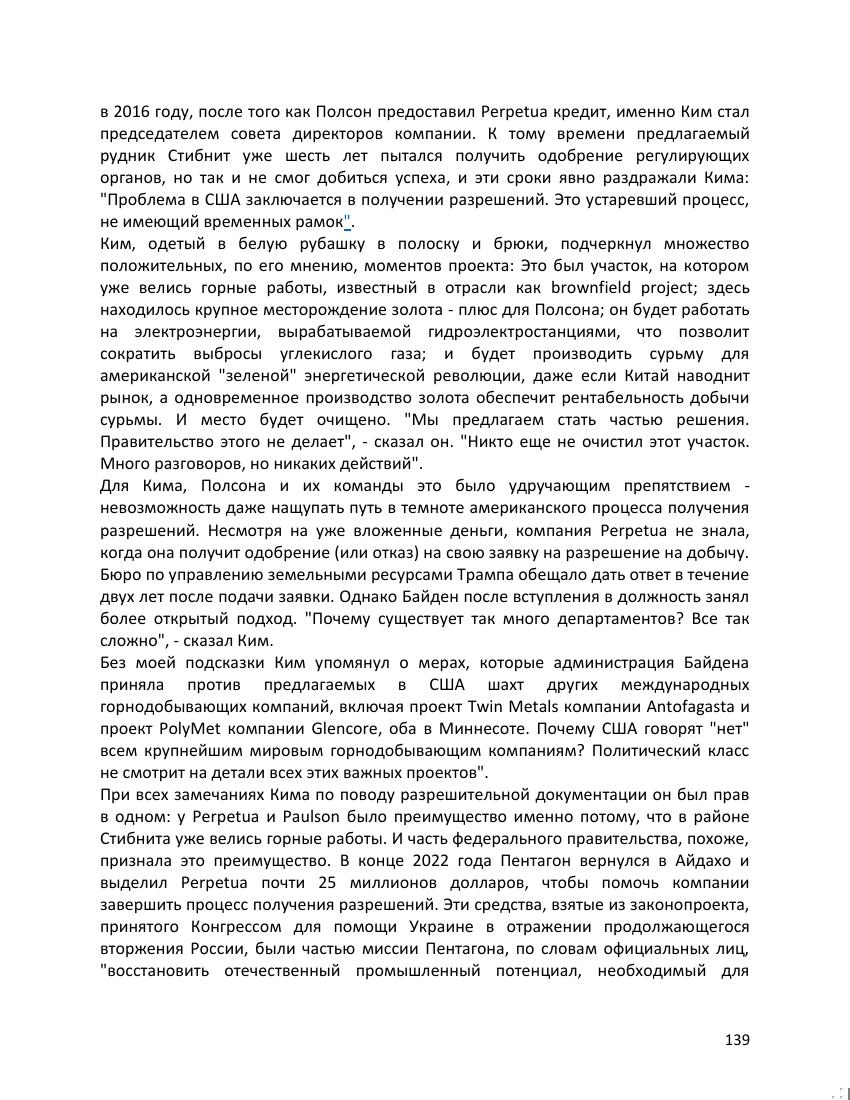 в 2016 году, после того как Полсон предоставил Perpetua кредит, именно Ким стал
председателем совета директоров компании. К тому времени предлагаемый
рудник Стибнит уже шесть лет пытался получить одобрение регулирующих
органов, но так и не смог добиться успеха, и эти сроки явно раздражали Кима:
"Проблема в США заключается в получении разрешений. Это устаревший процесс,
не имеющий временных рамок".
Ким, одетый в белую рубашку в полоску и брюки, подчеркнул множество
положительных, по его мнению, моментов проекта: Это был участок, на котором
уже велись горные работы, известный в отрасли как brownfield project; здесь
находилось крупное месторождение золота - плюс для Полсона; он будет работать
на электроэнергии, вырабатываемой гидроэлектростанциями, что позволит
сократить выбросы углекислого газа; и будет производить сурьму для
американской "зеленой" энергетической революции, даже если Китай наводнит
рынок, а одновременное производство золота обеспечит рентабельность добычи
сурьмы. И место будет очищено. "Мы предлагаем стать частью решения.
Правительство этого не делает", - сказал он. "Никто еще не очистил этот участок.
Много разговоров, но никаких действий".
Для Кима, Полсона и их команды это было удручающим препятствием -
невозможность даже нащупать путь в темноте американского процесса получения
разрешений. Несмотря на уже вложенные деньги, компания Perpetua не знала,
когда она получит одобрение (или отказ) на свою заявку на разрешение на добычу.
Бюро по управлению земельными ресурсами Трампа обещало дать ответ в течение
двух лет после подачи заявки. Однако Байден после вступления в должность занял
более открытый подход. "Почему существует так много департаментов? Все так
сложно", - сказал Ким.
Без моей подсказки Ким упомянул о мерах, которые администрация Байдена
приняла против предлагаемых в США шахт других международных
горнодобывающих компаний, включая проект Twin Metals компании Antofagasta и
проект PolyMet компании Glencore, оба в Миннесоте. Почему США говорят "нет"
всем крупнейшим мировым горнодобывающим компаниям? Политический класс
не смотрит на детали всех этих важных проектов".
При всех замечаниях Кима по поводу разрешительной документации он был прав
в одном: у Perpetua и Paulson было преимущество именно потому, что в районе
Стибнита уже велись горные работы. И часть федерального правительства, похоже,
признала это преимущество. В конце 2022 года Пентагон вернулся в Айдахо и
выделил Perpetua почти 25 миллионов долларов, чтобы помочь компании
завершить процесс получения разрешений. Эти средства, взятые из законопроекта,
принятого Конгрессом для помощи Украине в отражении продолжающегося
вторжения России, были частью миссии Пентагона, по словам официальных лиц,
"восстановить отечественный промышленный потенциал, необходимый для
139